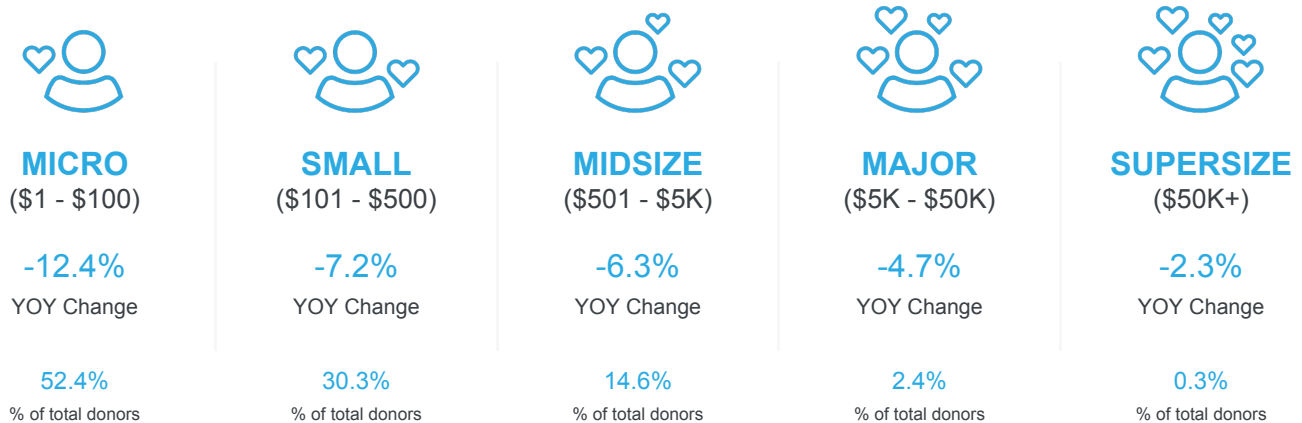 MICRO
($1 - $100)
-12.4%
YOY Change
52.4%
% of total donors
SMALL
($101 - $500)
-7.2%
YOY Change
30.3%
% of total donors
MIDSIZE
($501 - $5K)
-6.3%
YOY Change
14.6%
% of total donors
MAJOR
($5K - $50K)
-4.7%
YOY Change
2.4%
% of total donors
SUPERSIZE
($50K+)
-2.3%
YOY Change
0.3%
% of total donors